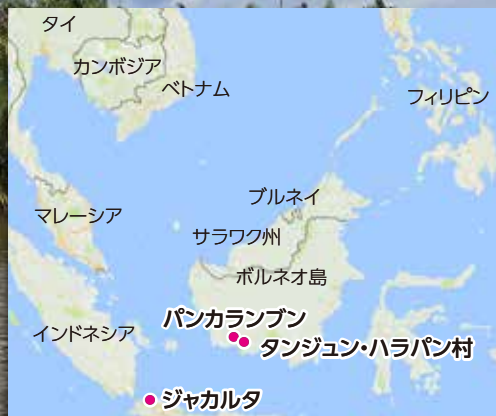 タイ
カンボジア
ベトナム
フィリピン
ブルネイ
マレーシア
サラワク州
ボルネオ島
パンカランブン
インドネシア
タンジュン・ハラパン村
ジャカルタ